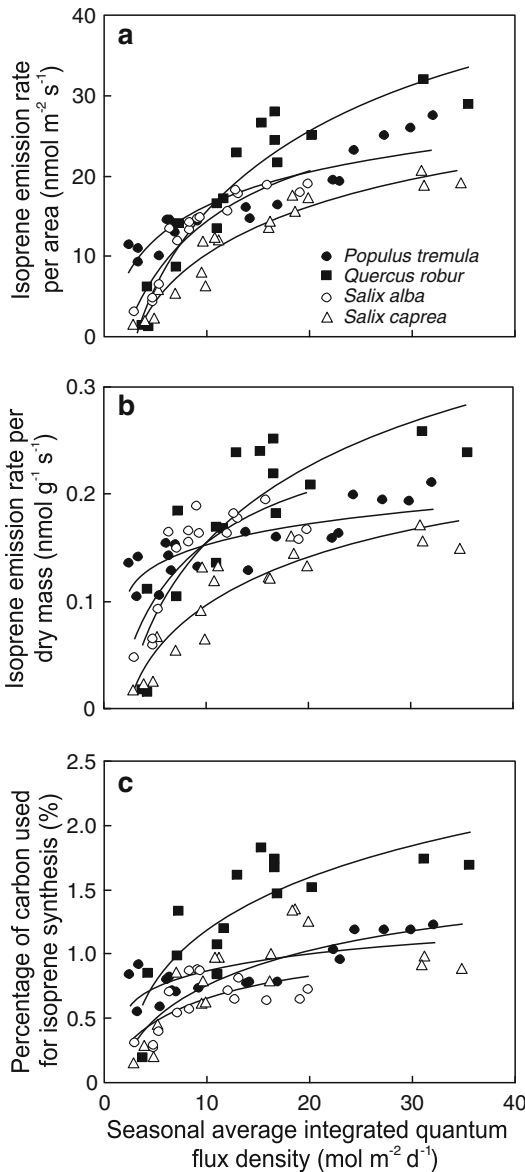 a
40
30
20
10
0
Isoprene emission rate
per area (nmol m⁻² s⁻¹)
Populus tremula
Quercus robur
Salix alba
Salix caprea
b
0.3
0.2
0.1
0
Isoprene emission rate per
dry mass (nmol g⁻¹ s⁻¹)
c
2.5
2.0
1.5
1.0
0.5
0
Percentage of carbon used
for isoprene synthesis (%)
0 10 20 30 40
Seasonal average integrated quantum
flux density (mol m⁻² d⁻¹)